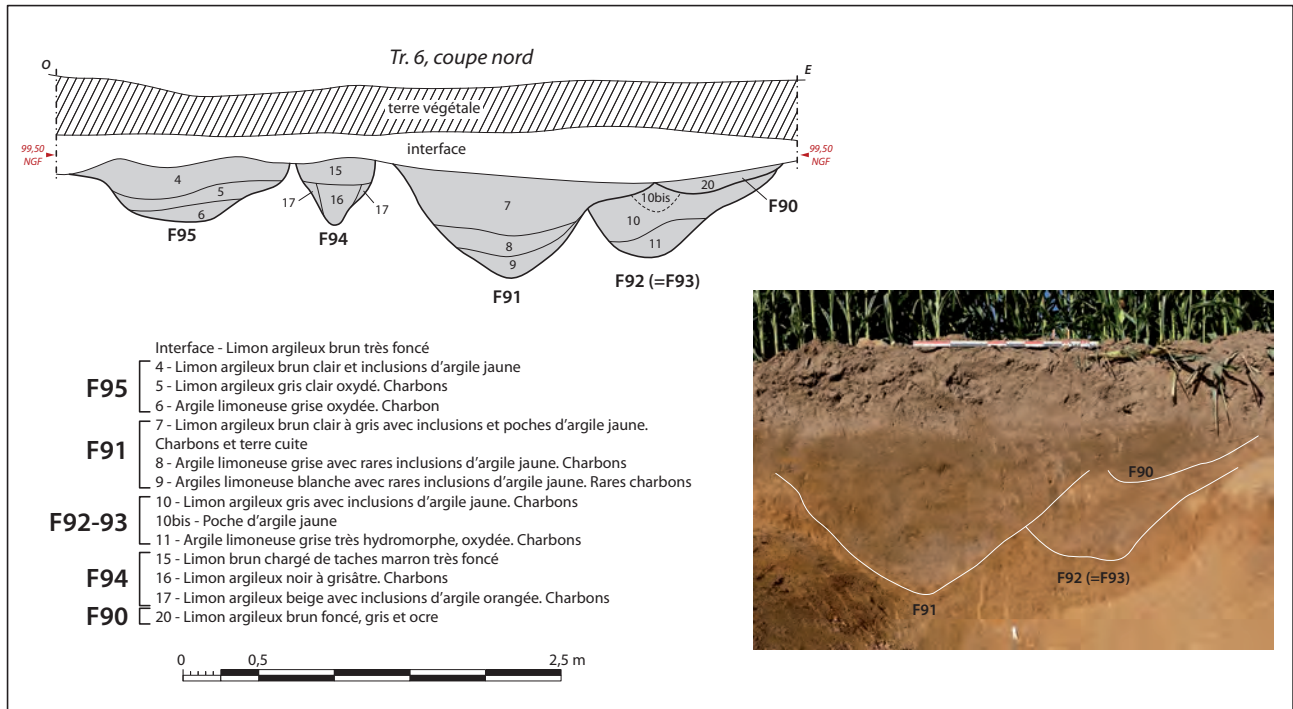 Tr. 6, coupe nord
O
E
terre végétale
interface
99,50
NGF
99,50
NGF
4
5
6
F95
15
16
17
17
F94
7
8
9
F91
10bis
10
11
F92 (=F93)
20
F90
Interface - Limon argileux brun très foncé
F95
4 - Limon argileux brun clair et inclusions d'argile jaune
5 - Limon argileux gris clair oxydé. Charbons
6 - Argile limoneuse grise oxydée. Charbon
F91
7 - Limon argileux brun clair à gris avec inclusions et poches d'argile jaune.
Charbons et terre cuite
8 - Argile limoneuse grise avec rares inclusions d'argile jaune. Charbons
9 - Argiles limoneuse blanche avec rares inclusions d'argile jaune. Rares charbons
F92-93
10 - Limon argileux gris avec inclusions d'argile jaune. Charbons
10bis - Poche d'argile jaune
11 - Argile limoneuse grise très hydromorphe, oxydée. Charbons
F94
15 - Limon brun chargé de taches marron très foncé
16 - Limon argileux noir à grisâtre. Charbons
17 - Limon argileux beige avec inclusions d'argile orangée. Charbons
F90
20 - Limon argileux brun foncé, gris et ocre
0 0,5 2,5 m
F90
F92 (=F93)
F91